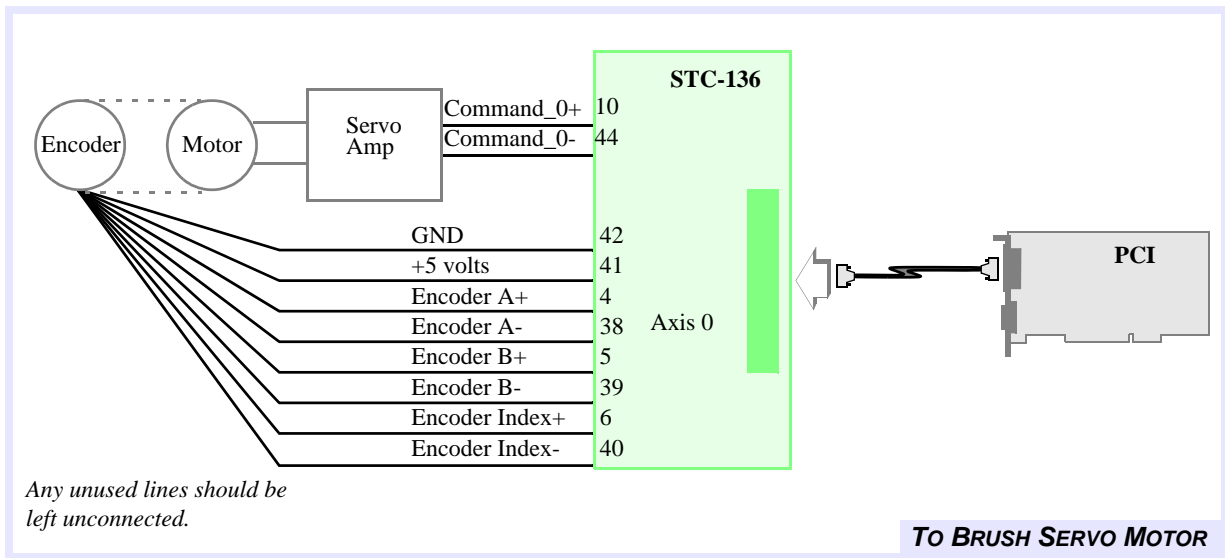 STC-136
Command_0+ 10
Command_0- 44
Servo
Amp
Encoder
Motor
GND 42
+5 volts 41
Encoder A+ 4
Encoder A- 38
Axis 0
Encoder B+ 5
Encoder B- 39
Encoder Index+ 6
Encoder Index- 40
PCI
Any unused lines should be
left unconnected.
TO BRUSH SERVO MOTOR